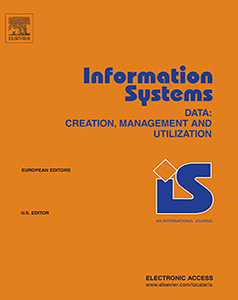 ELSEVIER
Information
Systems
DATA:
CREATION, MANAGEMENT AND
UTILIZATION
EUROPEAN EDITORS
U.S. EDITOR
iS
AN INTERNATIONAL JOURNAL
ELECTRONIC ACCESS
www.elsevier.com/locate/is